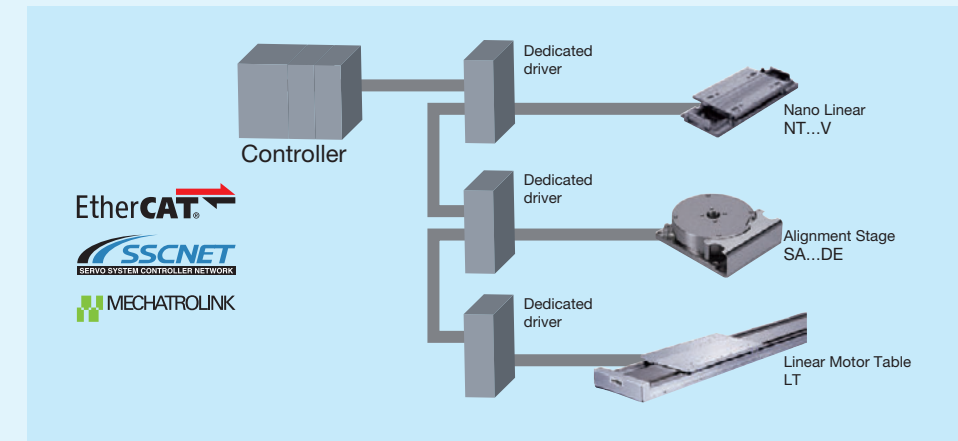 Dedicated
driver
Nano Linear
NT...V
Controller
Dedicated
driver
EtherCAT®
Alignment Stage
SA...DE
SSCNET
SERVO SYSTEM CONTROLLER NETWORK
MECHATROLINK
Dedicated
driver
Linear Motor Table
LT